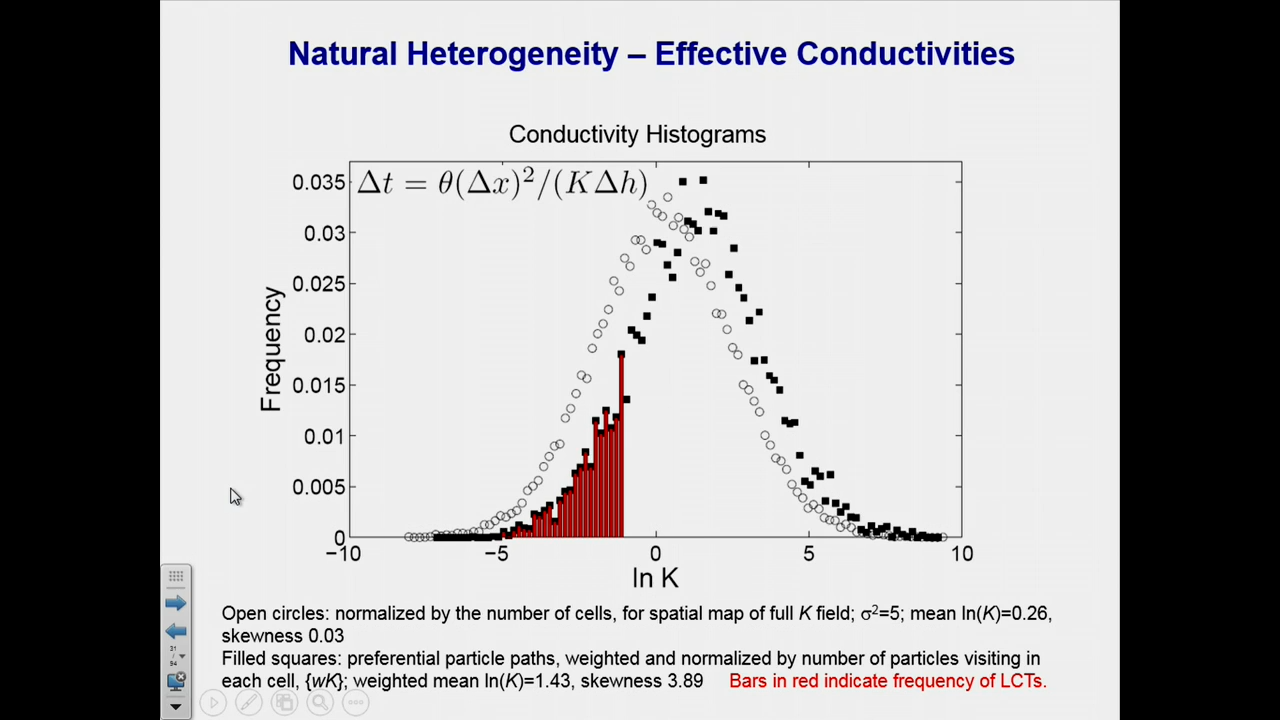 Natural Heterogeneity – Effective Conductivities
Conductivity Histograms
Δt = θ(Δx)²/(KΔh)
0.035
0.03
0.025
0.02
0.015
0.01
0.005
0
Frequency
−10
−5
0
5
10
ln K
Open circles: normalized by the number of cells, for spatial map of full K field; σ²=5; mean ln(K)=0.26,
skewness 0.03
Filled squares: preferential particle paths, weighted and normalized by number of particles visiting in
each cell, {wK}; weighted mean ln(K)=1.43, skewness 3.89 Bars in red indicate frequency of LCTs.
31
/
94